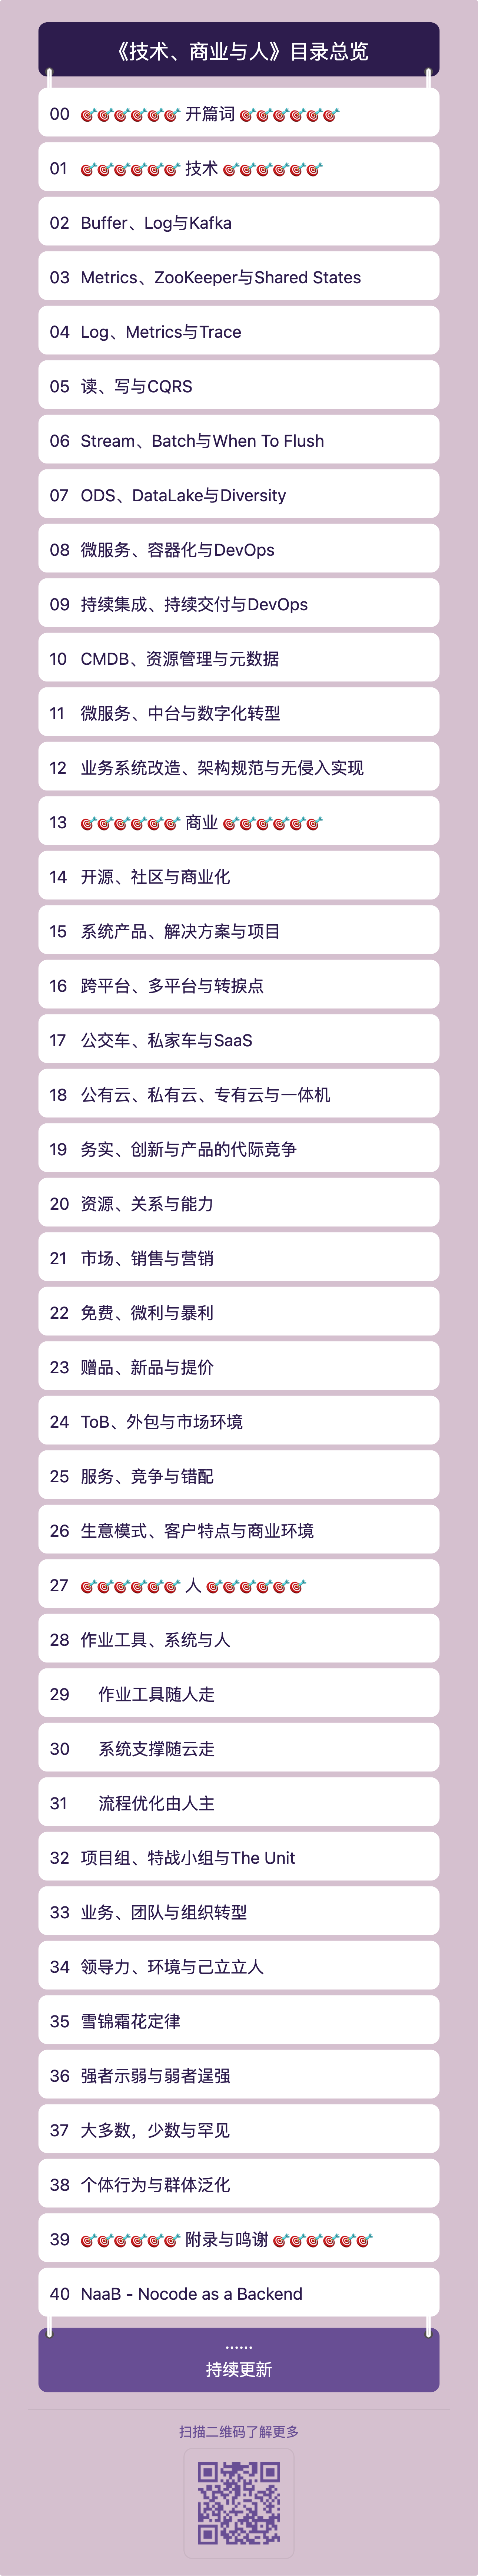 《技术、商业与人》目录总览
00 🎯🎯🎯🎯🎯🎯 开篇词 🎯🎯🎯🎯🎯🎯
01 🎯🎯🎯🎯🎯🎯 技术 🎯🎯🎯🎯🎯🎯
02 Buffer、Log与Kafka
03 Metrics、ZooKeeper与Shared States
04 Log、Metrics与Trace
05 读、写与CQRS
06 Stream、Batch与When To Flush
07 ODS、DataLake与Diversity
08 微服务、容器化与DevOps
09 持续集成、持续交付与DevOps
10 CMDB、资源管理与元数据
11 微服务、中台与数字化转型
12 业务系统改造、架构规范与无侵入实现
13 🎯🎯🎯🎯🎯🎯 商业 🎯🎯🎯🎯🎯🎯
14 开源、社区与商业化
15 系统产品、解决方案与项目
16 跨平台、多平台与转捩点
17 公交车、私家车与SaaS
18 公有云、私有云、专有云与一体机
19 务实、创新与产品的代际竞争
20 资源、关系与能力
21 市场、销售与营销
22 免费、微利与暴利
23 赠品、新品与提价
24 ToB、外包与市场环境
25 服务、竞争与错配
26 生意模式、客户特点与商业环境
27 🎯🎯🎯🎯🎯🎯 人 🎯🎯🎯🎯🎯🎯
28 作业工具、系统与人
29 作业工具随人走
30 系统支撑随云走
31 流程优化由人主
32 项目组、特战小组与The Unit
33 业务、团队与组织转型
34 领导力、环境与己立立人
35 雪锦霜花定律
36 强者示弱与弱者逞强
37 大多数，少数与罕见
38 个体行为与群体泛化
39 🎯🎯🎯🎯🎯🎯 附录与鸣谢 🎯🎯🎯🎯🎯🎯
40 NaaB - Nocode as a Backend
······
持续更新
扫描二维码了解更多